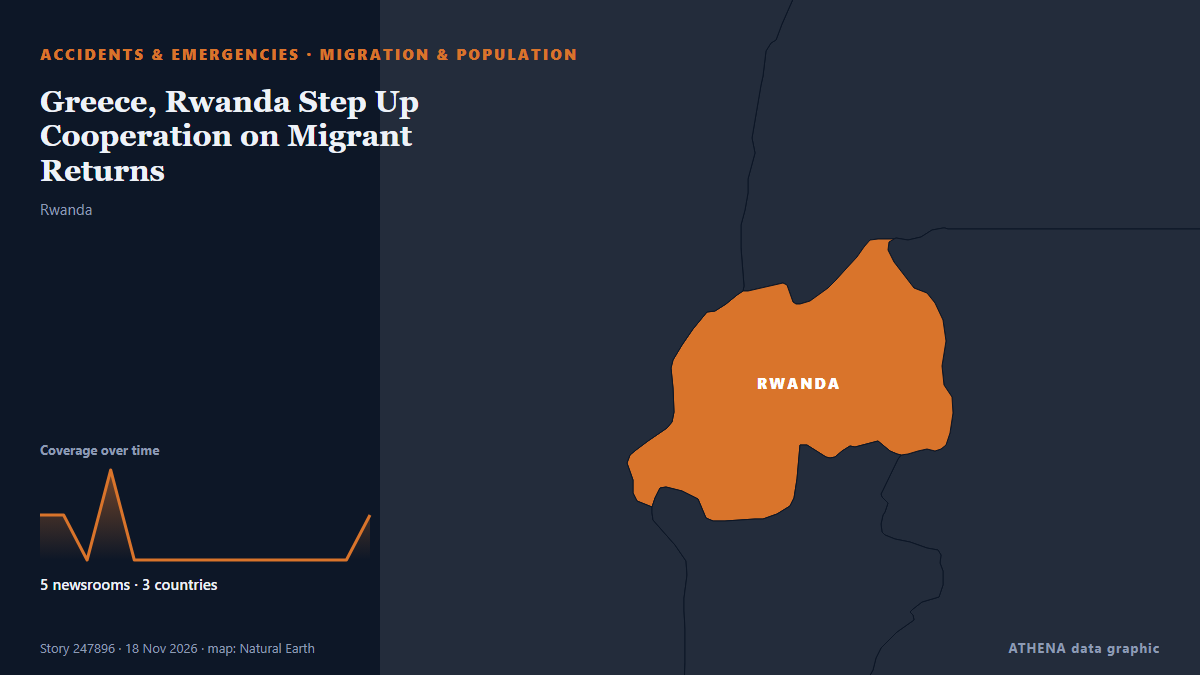 ACCIDENTS & EMERGENCIES · MIGRATION & POPULATION
Greece, Rwanda Step Up
Cooperation on Migrant
Returns
Rwanda
RWANDA
Coverage over time
5 newsrooms · 3 countries
Story 247896 · 18 Nov 2026 · map: Natural Earth
ATHENA data graphic